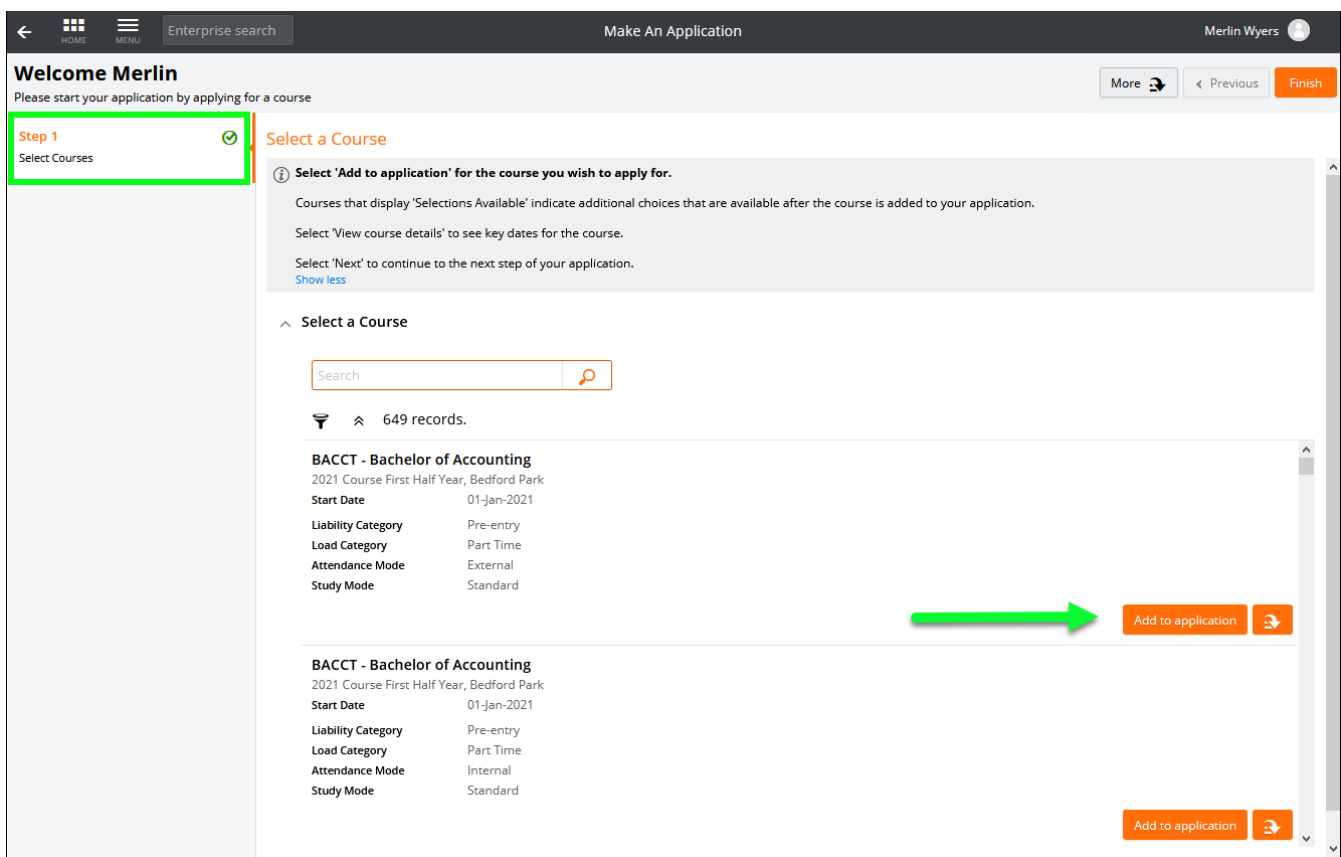 HOME
MENU
Enterprise search
Make An Application
Merlin Wyers
Welcome Merlin
Please start your application by applying for a course
More
Previous
Finish
Step 1
Select Courses
Select a Course
Select 'Add to application' for the course you wish to apply for.
Courses that display 'Selections Available' indicate additional choices that are available after the course is added to your application.
Select 'View course details' to see key dates for the course.
Select 'Next' to continue to the next step of your application.
Show less
Select a Course
Search
649 records.
BACCT - Bachelor of Accounting
2021 Course First Half Year, Bedford Park
Start Date 01-Jan-2021
Liability Category Pre-entry
Load Category Part Time
Attendance Mode External
Study Mode Standard
Add to application
BACCT - Bachelor of Accounting
2021 Course First Half Year, Bedford Park
Start Date 01-Jan-2021
Liability Category Pre-entry
Load Category Part Time
Attendance Mode Internal
Study Mode Standard
Add to application